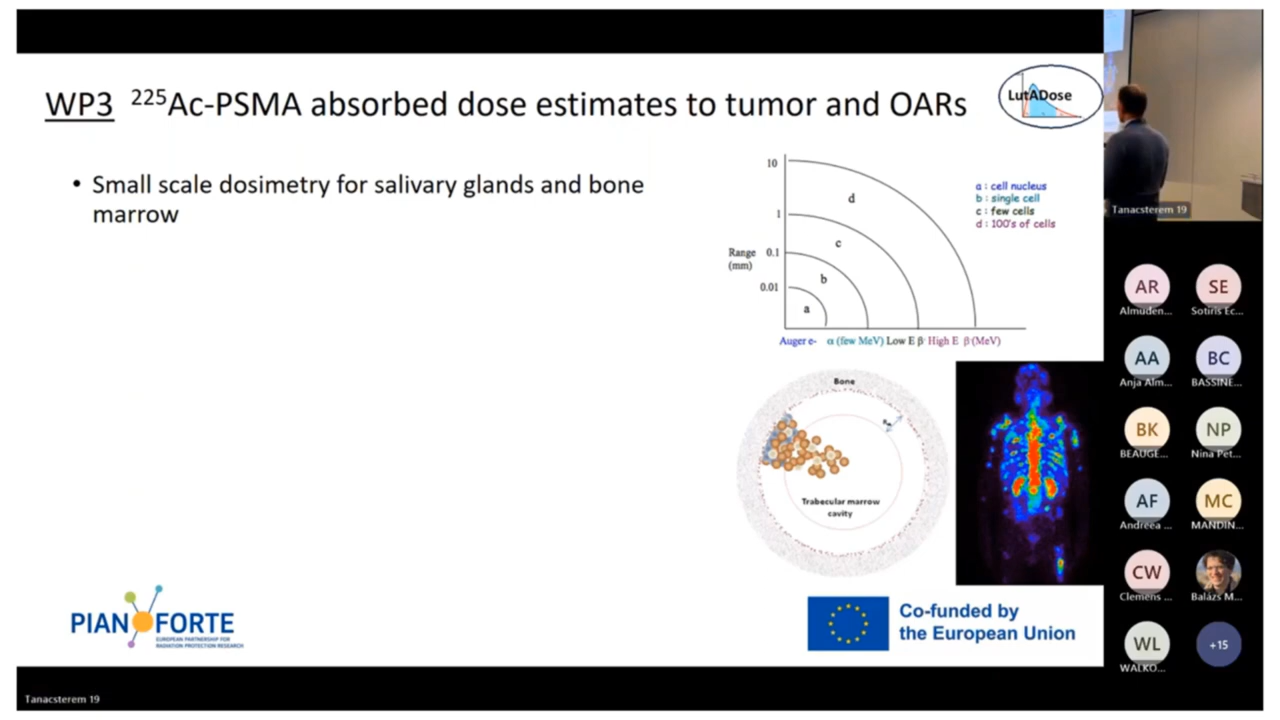 WP3 ²²⁵Ac-PSMA absorbed dose estimates to tumor and OARs
LutADose
• Small scale dosimetry for salivary glands and bone
marrow
10
1
Range
(mm)
0.1
0.01
a
b
c
d
a : cell nucleus
b : single cell
c : few cells
d : 100's of cells
Auger e- α (few MeV) Low E β- High E β-(MeV)
Bone
Trabecular marrow
cavity
PIANOFORTE
EUROPEAN PARTNERSHIP FOR
RADIATION PROTECTION RESEARCH
Co-funded by
the European Union
Tanacsterem 19
Tanacsterem 19
AR SE
Almuden... Sotiris Ec...
AA BC
Anja Alm... BASSINE...
BK NP
BEAUGE... Nina Pet...
AF MC
Andreea ... MANDIN...
CW
Clemens ... Balázs M...
WL +15
WALKO...